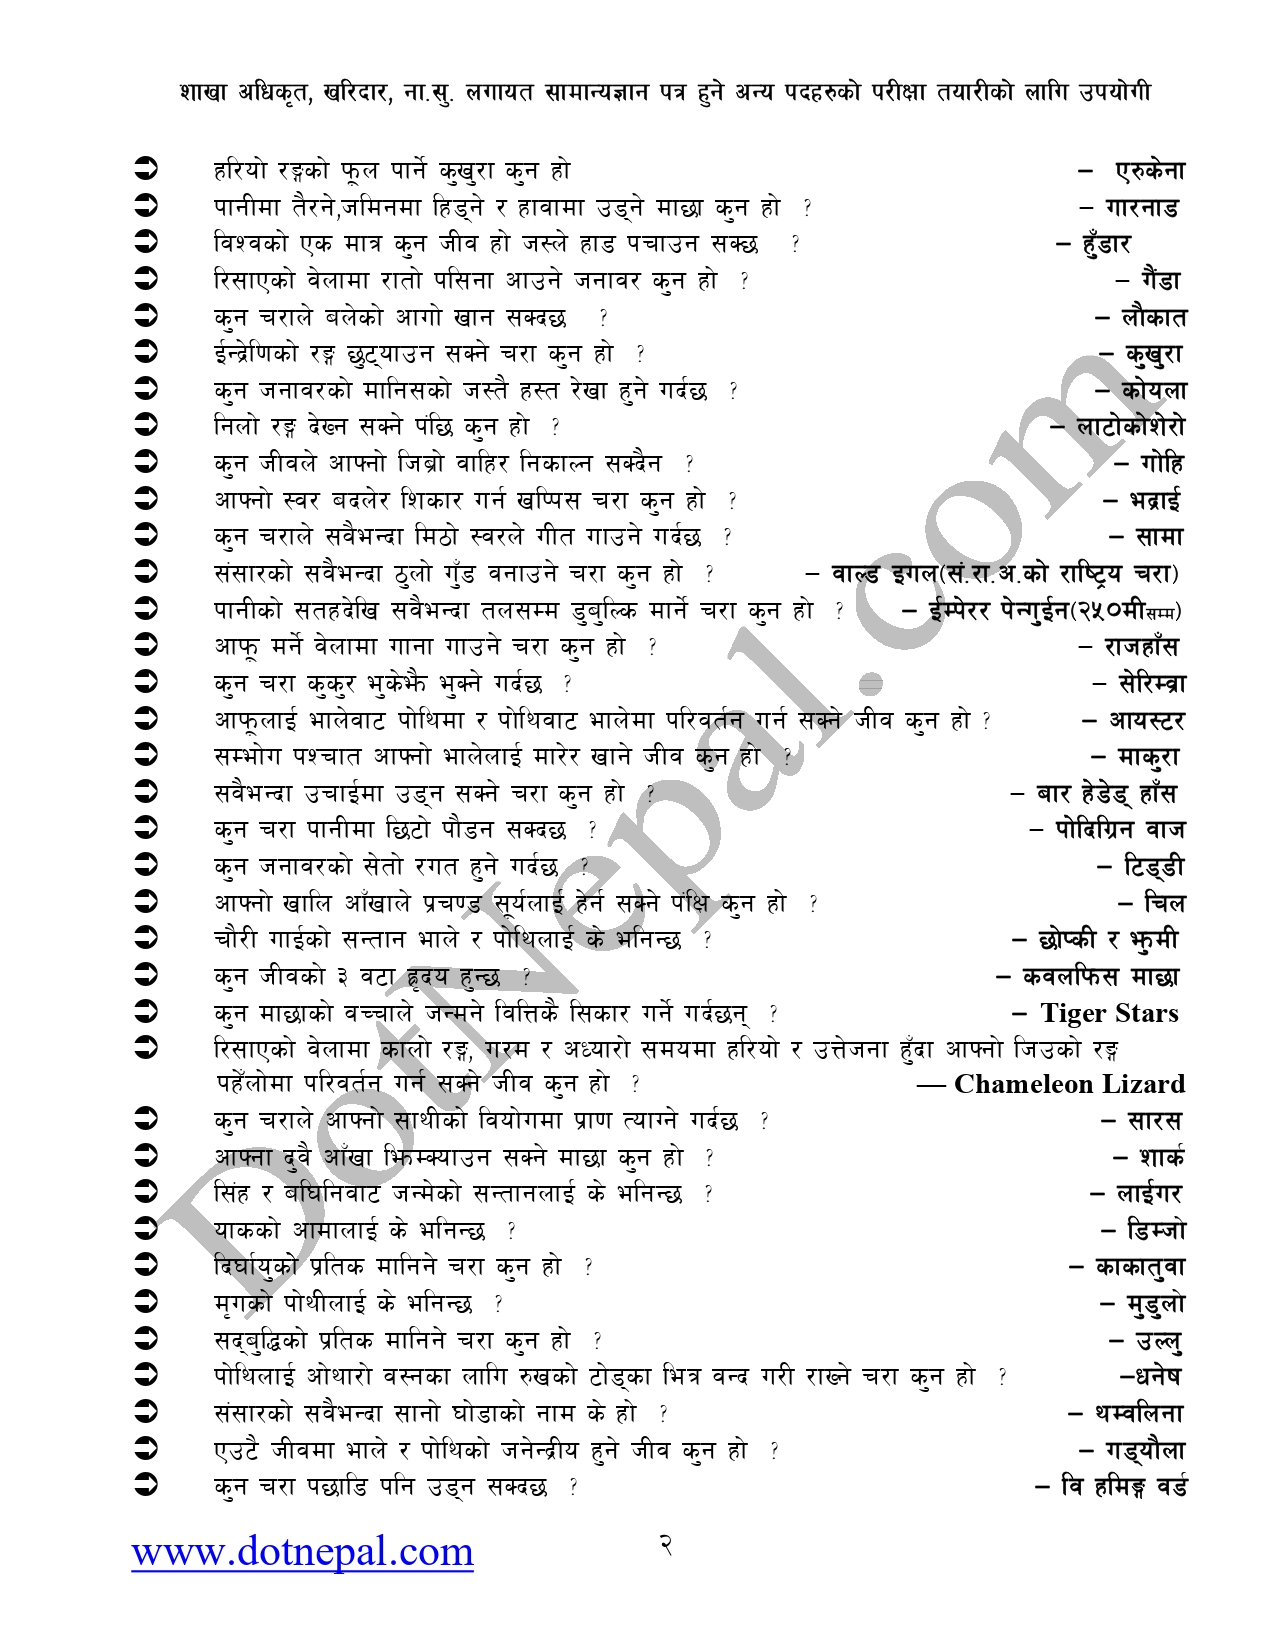 शाखा अधिकृत, खरिदार, ना.सु. लगायत सामान्यज्ञान पत्र हुने अन्य पदहरुको परीक्षा तयारीको लागि उपयोगी
हरियो रङ्गको फूल पार्ने कुखुरा कुन हो – एरुकेना
पानीमा तैरने,जमिनमा हिड्ने र हावामा उड्ने माछा कुन हो ? – गारनाड
विश्वको एक मात्र कुन जीव हो जस्ले हाड पचाउन सक्छ ? – हुँडार
रिसाएको वेलामा रातो पसिना आउने जनावर कुन हो ? – गैंडा
कुन चराले बलेको आगो खान सक्दछ ? – लौकात
ईन्द्रेणिको रङ्ग छुट्याउन सक्ने चरा कुन हो ? – कुखुरा
कुन जनावरको मानिसको जस्तै हस्त रेखा हुने गर्दछ ? – कोयला
निलो रङ्ग देख्न सक्ने पंछि कुन हो ? – लाटोकोशेरो
कुन जीवले आफ्नो जिब्रो वाहिर निकाल्न सक्दैन ? – गोहि
आफ्नो स्वर बदलेर शिकार गर्न खप्पिस चरा कुन हो ? – भद्राई
कुन चराले सवैभन्दा मिठो स्वरले गीत गाउने गर्दछ ? – सामा
संसारको सवैभन्दा ठुलो गुँड वनाउने चरा कुन हो ? – वाल्ड इगल(सं.रा.अ.को राष्ट्रिय चरा)
पानीको सतहदेखि सवैभन्दा तलसम्म डुबुल्कि मार्ने चरा कुन हो ? – ईम्पेरर पेन्गुईन(२५०मीसम्म)
आफू मर्ने वेलामा गाना गाउने चरा कुन हो ? – राजहाँस
कुन चरा कुकुर भुकेझै भुक्ने गर्दछ ? – सेरिम्व्रा
आफूलाई भालेवाट पोथिमा र पोथिवाट भालेमा परिवर्तन गर्न सक्ने जीव कुन हो ? – आयस्टर
सम्भोग पश्चात आफ्नो भालेलाई मारेर खाने जीव कुन हो ? – माकुरा
सवैभन्दा उचाईमा उड्न सक्ने चरा कुन हो ? – बार हेडेड् हाँस
कुन चरा पानीमा छिटो पौडन सक्दछ ? – पोदिग्रिन वाज
कुन जनावरको सेतो रगत हुने गर्दछ ? – टिड्डी
आफ्नो खालि आँखाले प्रचण्ड सूर्यलाई हेर्न सक्ने पंक्षि कुन हो ? – चिल
चौरी गाईको सन्तान भाले र पोथिलाई के भनिन्छ ? – छोप्की र झुमी
कुन जीवको ३ वटा हृदय हुन्छ ? – कवलफिस माछा
कुन माछाको वच्चाले जन्मने वित्तिकै सिकार गर्ने गर्दछन् ? – Tiger Stars
रिसाएको वेलामा कालो रङ्ग, गरम र अध्यारो समयमा हरियो र उत्तेजना हुँदा आफ्नो जिउको रङ्ग
पहेँलोमा परिवर्तन गर्न सक्ने जीव कुन हो ? — Chameleon Lizard
कुन चराले आफ्नो साथीको वियोगमा प्राण त्याग्ने गर्दछ ? – सारस
आफ्ना दुवै आँखा झिम्क्याउन सक्ने माछा कुन हो ? – शार्क
सिंह र बघिनिवाट जन्मेको सन्तानलाई के भनिन्छ ? – लाईगर
याकको आमालाई के भनिन्छ ? – डिम्जो
दिर्घायुको प्रतिक मानिने चरा कुन हो ? – काकातुवा
मृगको पोथीलाई के भनिन्छ ? – मुडुलो
सद्बुद्धिको प्रतिक मानिने चरा कुन हो ? – उल्लु
पोथिलाई ओथारो वस्नका लागि रुखको टोड्का भित्र वन्द गरी राख्ने चरा कुन हो ? –धनेष
संसारको सवैभन्दा सानो घोडाको नाम के हो ? – थम्वलिना
एउटै जीवमा भाले र पोथिको जनेन्द्रीय हुने जीव कुन हो ? – गड्यौला
कुन चरा पछाडि पनि उड्न सक्दछ ? – वि हमिङ्ग वर्ड
www.dotnepal.com २
DotNepal.com